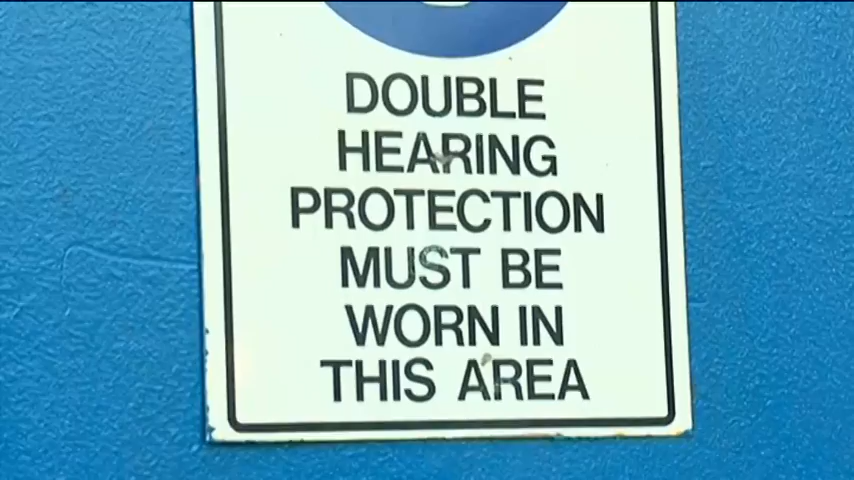 DOUBLE
HEARING
PROTECTION
MUST BE
WORN IN
THIS AREA